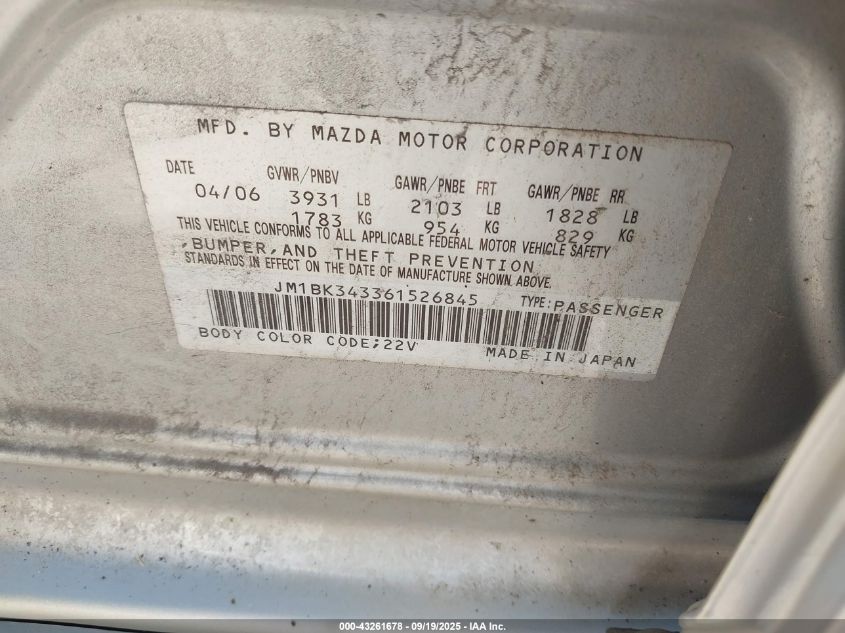 MFD. BY MAZDA MOTOR CORPORATION
DATE GVWR/PNBV GAWR/PNBE FRT GAWR/PNBE RR
04/06 3931 LB 2103 LB 1828 LB
1783 KG 954 KG 829 KG
THIS VEHICLE CONFORMS TO ALL APPLICABLE FEDERAL MOTOR VEHICLE SAFETY
,BUMPER,AND THEFT PREVENTION
STANDARDS IN EFFECT ON THE DATE OF MANUFACTURE SHOWN ABOVE.
JM1BK343361526845 TYPE:PASSENGER
BODY COLOR CODE;22V MADE IN JAPAN
000-43261678 - 09/19/2025 - IAA Inc.